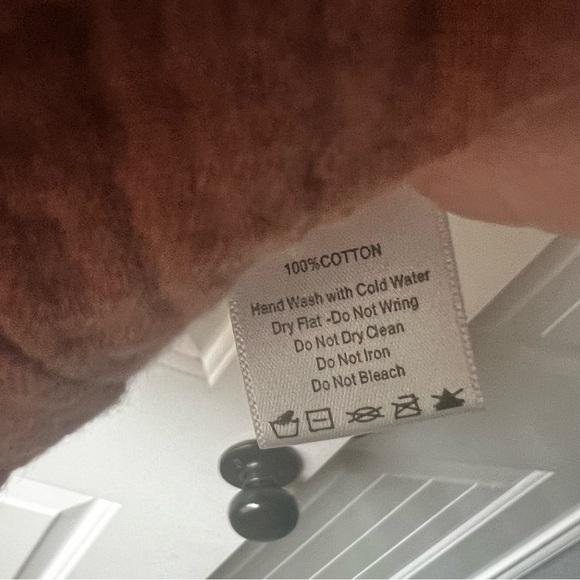 100%COTTON
Hand Wash with Cold Water
Dry Flat -Do Not Wring
Do Not Dry Clean
Do Not Iron
Do Not Bleach